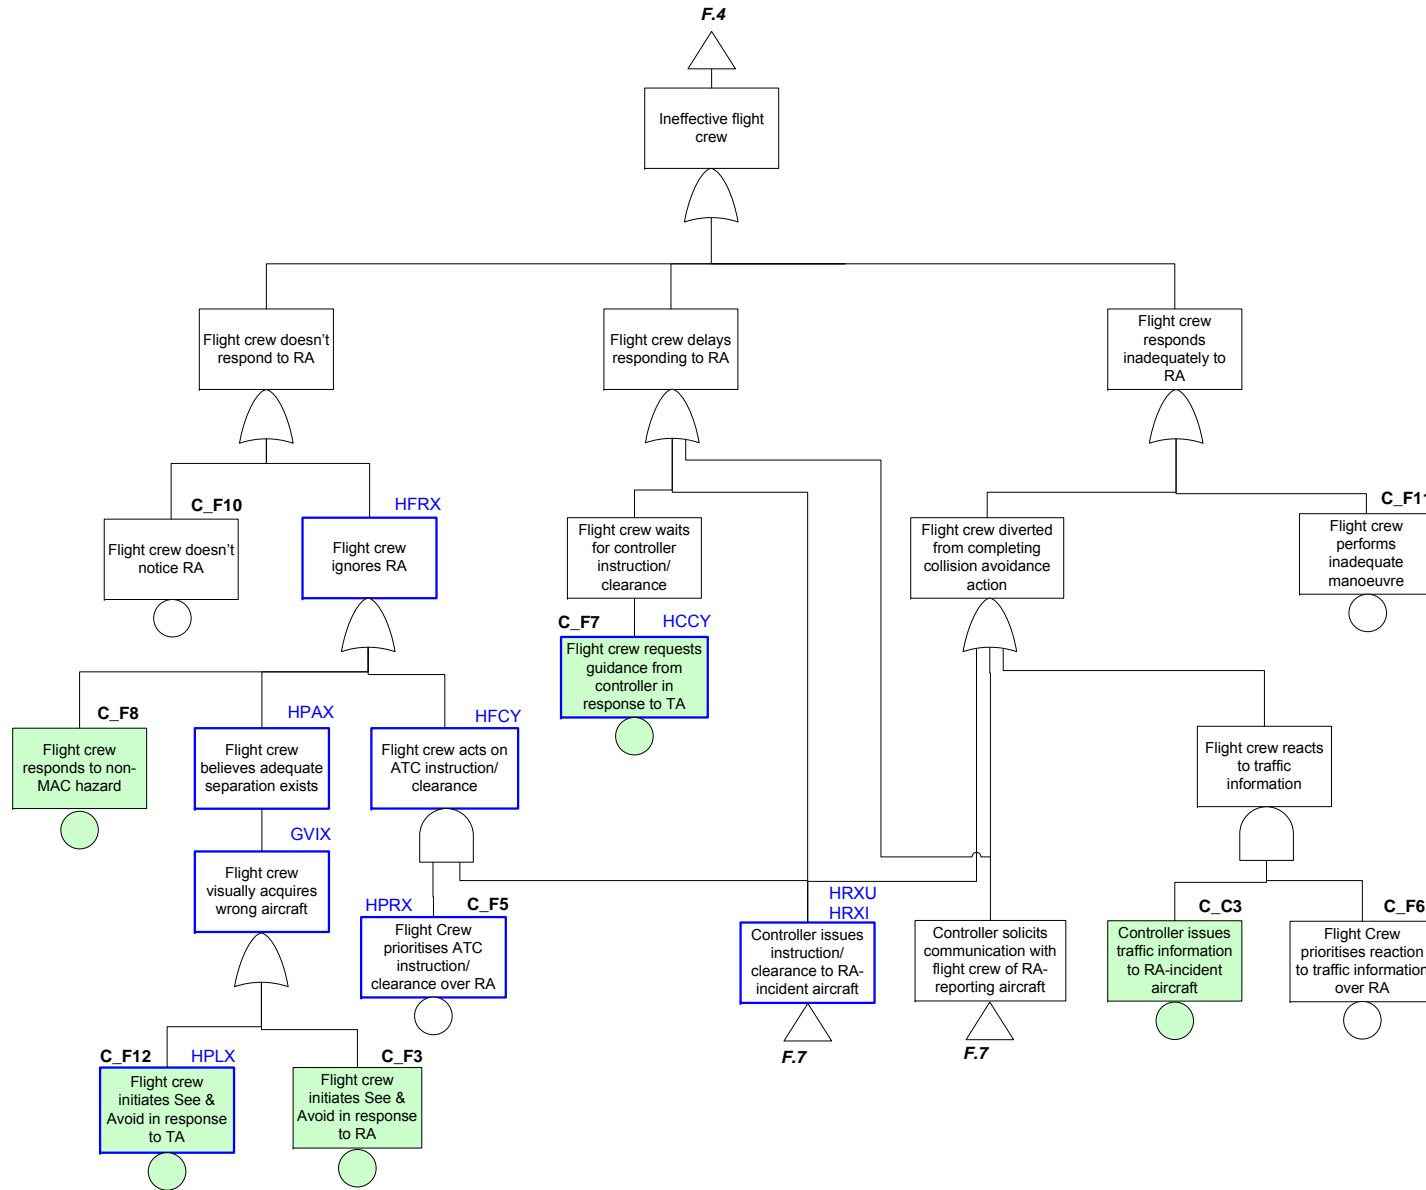 F.4
Ineffective flight
crew
Flight crew doesn't
respond to RA
Flight crew delays
responding to RA
Flight crew
responds
inadequately to
RA
C_F10
Flight crew doesn't
notice RA
HFRX
Flight crew
ignores RA
Flight crew waits
for controller
instruction/
clearance
Flight crew diverted
from completing
collision avoidance
action
C_F11
Flight crew
performs
inadequate
manoeuvre
C_F7
HCCY
Flight crew requests
guidance from
controller in
response to TA
C_F8
Flight crew
responds to non-
MAC hazard
HPAX
Flight crew
believes adequate
separation exists
HFCY
Flight crew acts on
ATC instruction/
clearance
Flight crew reacts
to traffic
information
GVIX
Flight crew
visually acquires
wrong aircraft
HPRX
C_F5
Flight Crew
prioritises ATC
instruction/
clearance over RA
HRXU
HRXI
Controller issues
instruction/
clearance to RA-
incident aircraft
F.7
Controller solicits
communication with
flight crew of RA-
reporting aircraft
F.7
C_C3
Controller issues
traffic information
to RA-incident
aircraft
C_F6
Flight Crew
prioritises reaction
to traffic information
over RA
C_F12
HPLX
Flight crew
initiates See &
Avoid in response
to TA
C_F3
Flight crew
initiates See &
Avoid in response
to RA